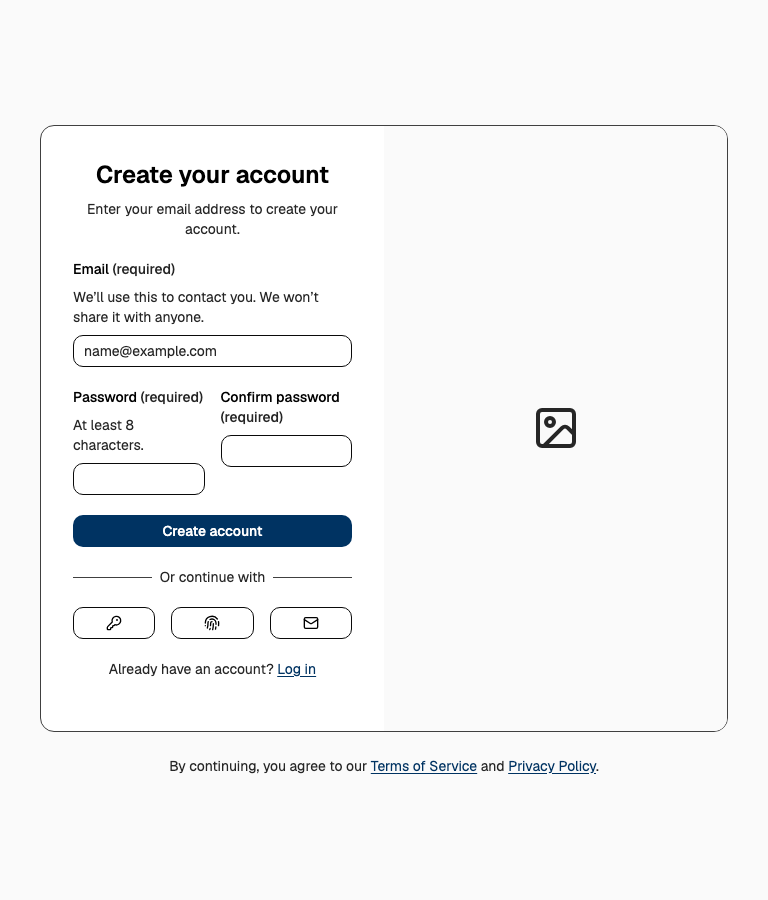 Create your account
Enter your email address to create your
account.
Email (required)
We’ll use this to contact you. We won’t
share it with anyone.
name@example.com
Password (required)
At least 8
characters.
Confirm password
(required)
Create account
Or continue with
Already have an account? Log in
By continuing, you agree to our Terms of Service and Privacy Policy.